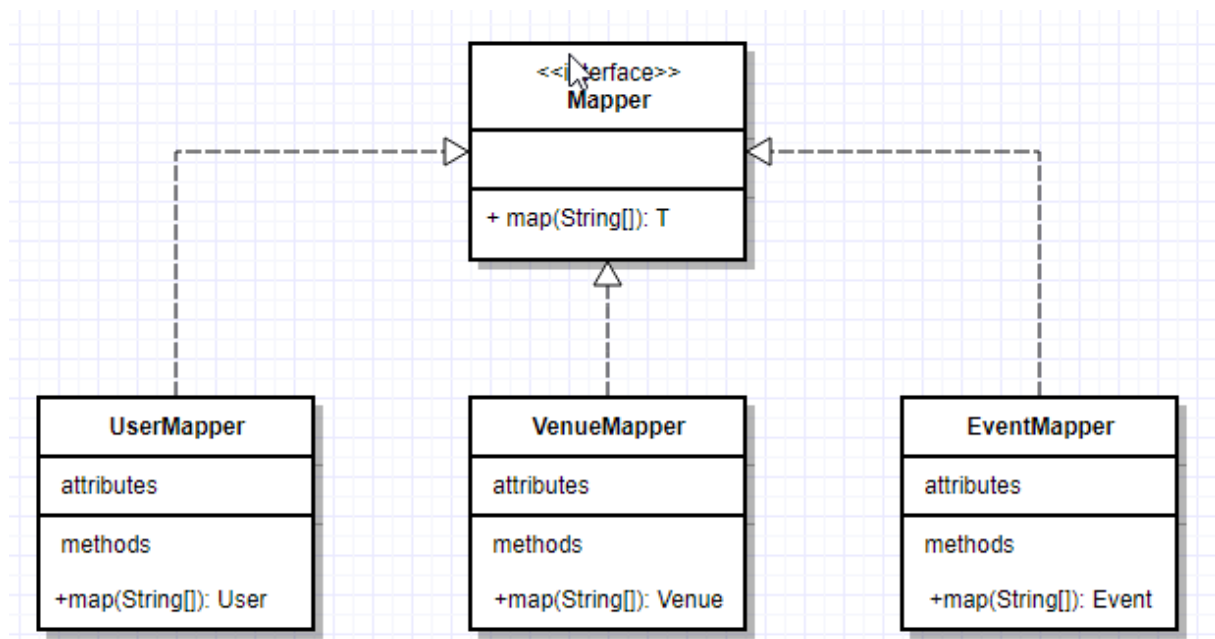 <<interface>>
Mapper
+ map(String[]): T
UserMapper
attributes
methods
+map(String[]): User
VenueMapper
attributes
methods
+map(String[]): Venue
EventMapper
attributes
methods
+map(String[]): Event